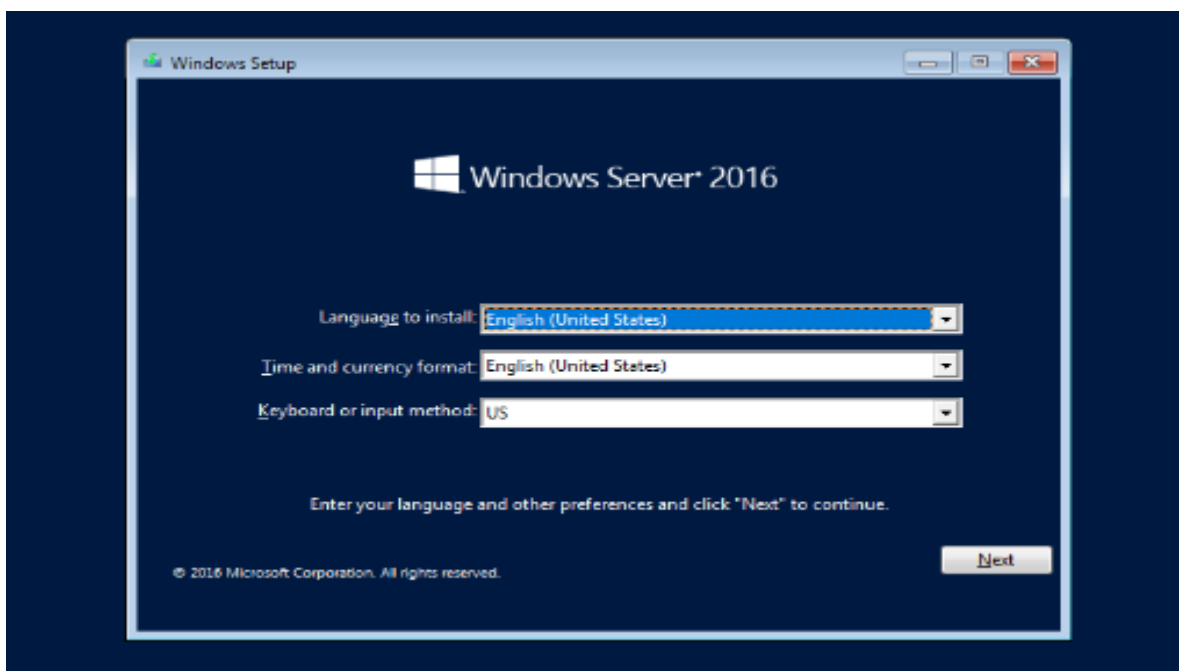 Windows Setup
Windows Server® 2016
Language to install: English (United States)
Time and currency format: English (United States)
Keyboard or input method: US
Enter your language and other preferences and click "Next" to continue.
© 2016 Microsoft Corporation. All rights reserved.
Next